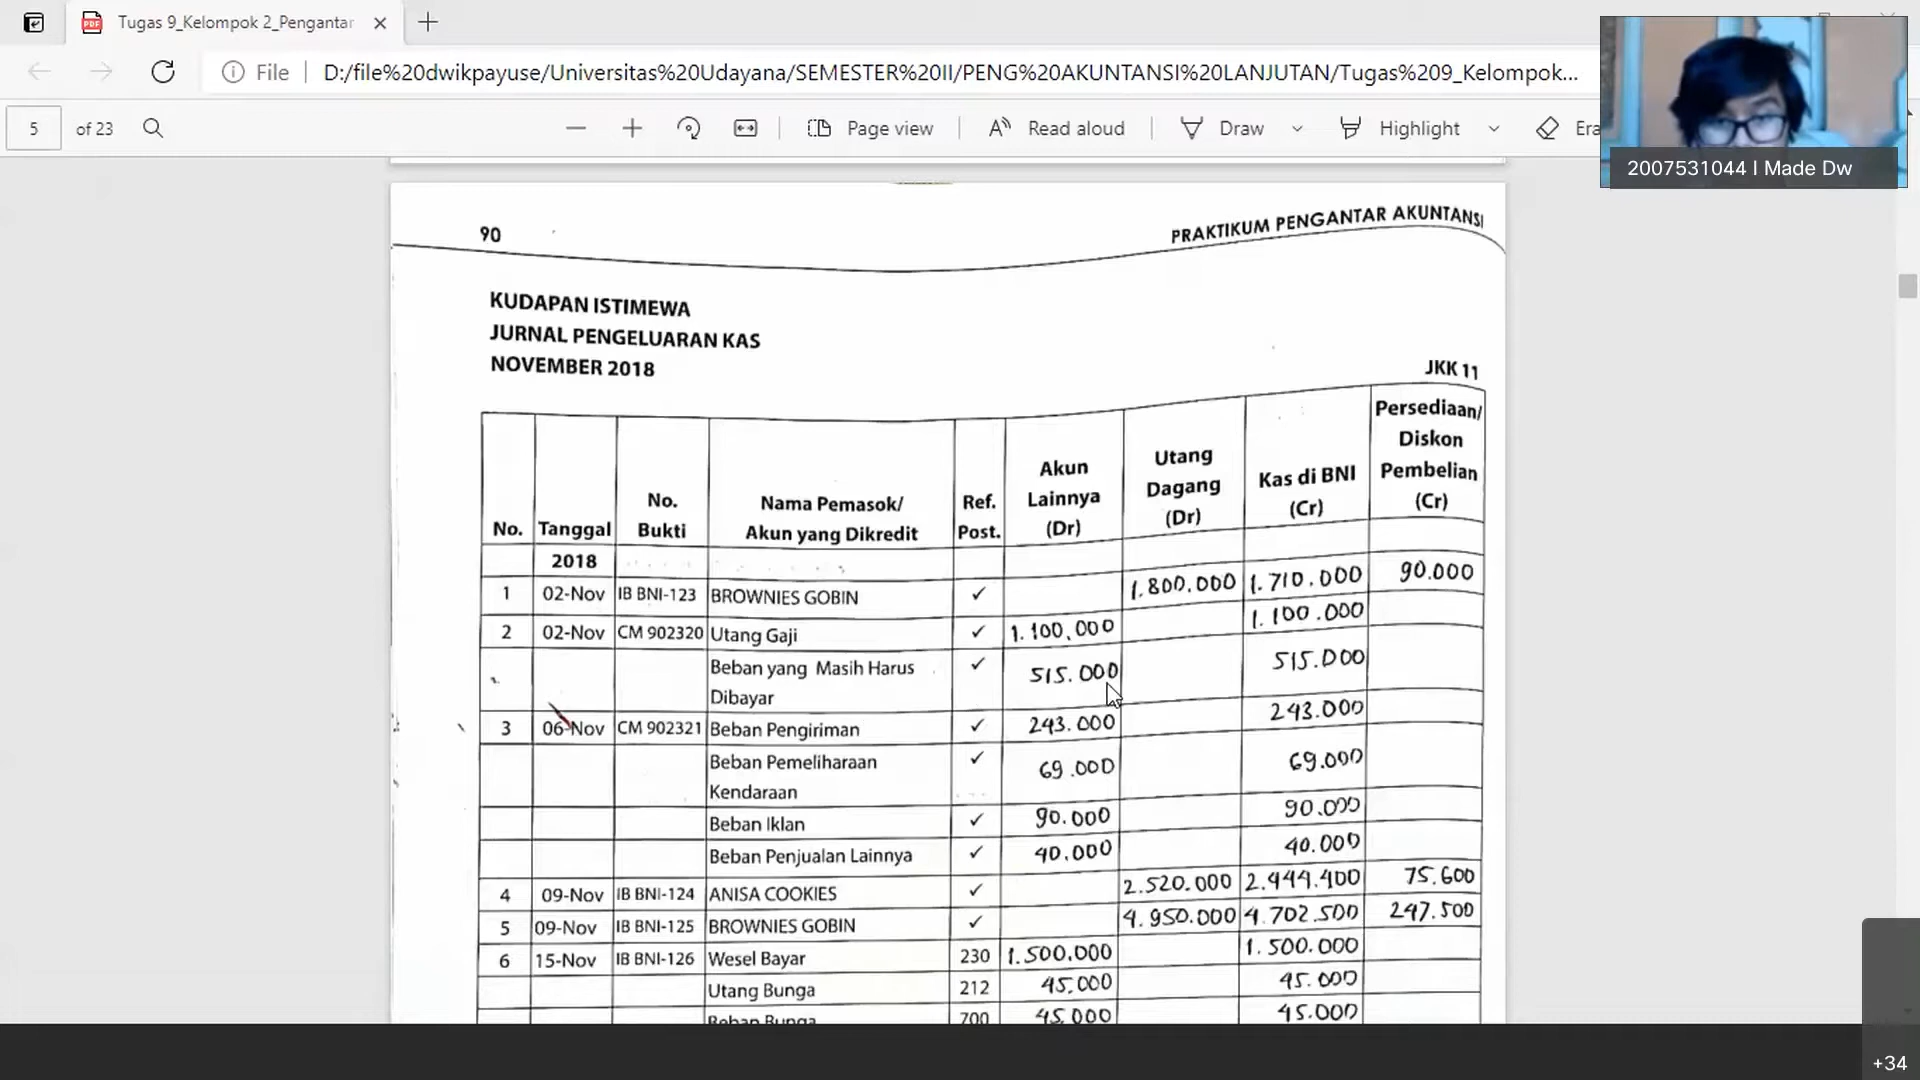 Tugas 9_Kelompok 2_Pengantar
File
D:/file%20dwikpayuse/Universitas%20Udayana/SEMESTER%20II/PENG%20AKUNTANSI%20LANJUTAN/Tugas%209_Kelompok...
5 of 23
Page view
Read aloud
Draw
Highlight
Era
2007531044 I Made Dw
90
PRAKTIKUM PENGANTAR AKUNTANSI
KUDAPAN ISTIMEWA
JURNAL PENGELUARAN KAS
NOVEMBER 2018
JKK 11
No. Tanggal No. Bukti Nama Pemasok/ Akun yang Dikredit Ref. Post. Akun Lainnya (Dr) Utang Dagang (Dr) Kas di BNI (Cr) Persediaan/ Diskon Pembelian (Cr)
2018
1 02-Nov IB BNI-123 BROWNIES GOBIN ✓ 1.800.000 1.710.000 90.000
2 02-Nov CM 902320 Utang Gaji ✓ 1.100,000 1.100.000
Beban yang Masih Harus Dibayar ✓ 515.000 515.000
3 06-Nov CM 902321 Beban Pengiriman ✓ 243.000 243.000
Beban Pemeliharaan Kendaraan ✓ 69.000 69.000
Beban Iklan ✓ 90.000 90.000
Beban Penjualan Lainnya ✓ 40.000 40.000
4 09-Nov IB BNI-124 ANISA COOKIES ✓ 2.520.000 2.444.400 75.600
5 09-Nov IB BNI-125 BROWNIES GOBIN ✓ 4.950.000 4.702.500 247.500
6 15-Nov IB BNI-126 Wesel Bayar 230 1.500.000 1.500.000
Utang Bunga 212 45.000 45.000
Beban Bunga 700 45.000 45.000
+34